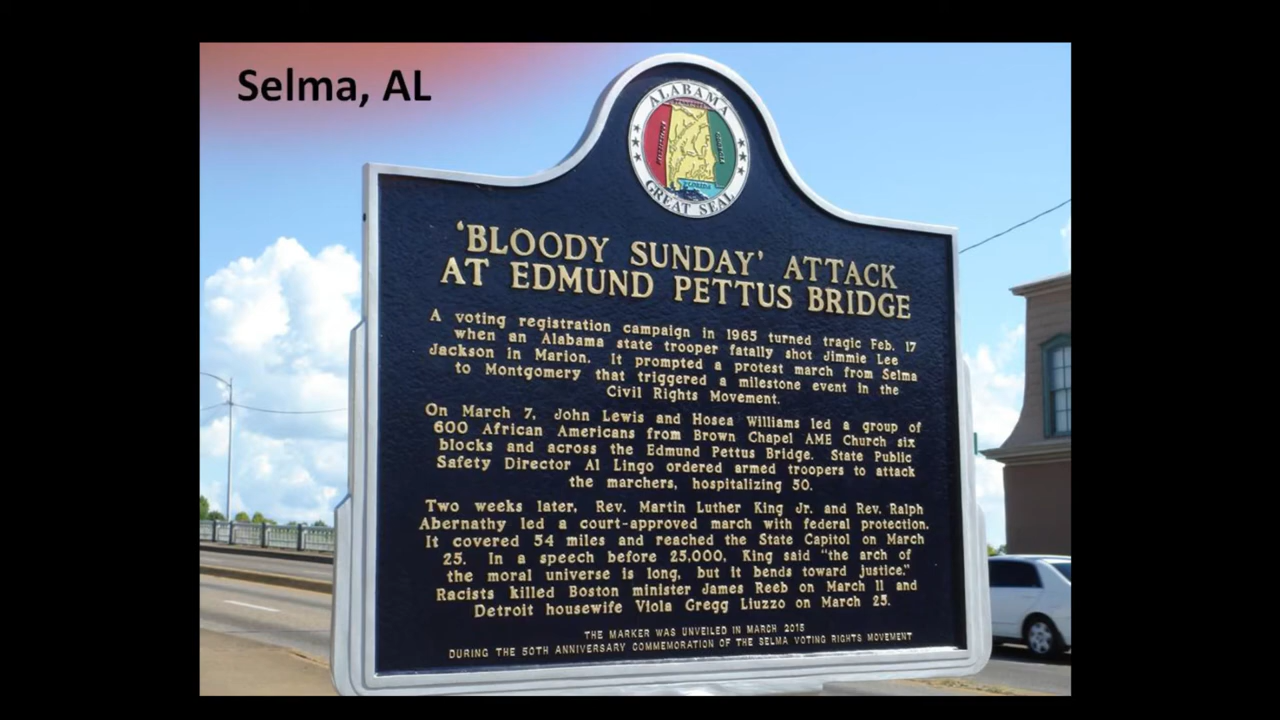 Selma, AL
ALABAMA
FLORIDA
GREAT SEAL
'BLOODY SUNDAY' ATTACK
AT EDMUND PETTUS BRIDGE
A voting registration campaign in 1965 turned tragic Feb. 17
when an Alabama state trooper fatally shot Jimmie Lee
Jackson in Marion. It prompted a protest march from Selma
to Montgomery that triggered a milestone event in the
Civil Rights Movement.
On March 7, John Lewis and Hosea Williams led a group of
600 African Americans from Brown Chapel AME Church six
blocks and across the Edmund Pettus Bridge. State Public
Safety Director Al Lingo ordered armed troopers to attack
the marchers, hospitalizing 50.
Two weeks later, Rev. Martin Luther King Jr. and Rev. Ralph
Abernathy led a court-approved march with federal protection.
It covered 54 miles and reached the State Capitol on March
25. In a speech before 25,000, King said "the arch of
the moral universe is long, but it bends toward justice."
Racists killed Boston minister James Reeb on March 11 and
Detroit housewife Viola Gregg Liuzzo on March 25.
THE MARKER WAS UNVEILED IN MARCH 2015
DURING THE 50TH ANNIVERSARY COMMEMORATION OF THE SELMA VOTING RIGHTS MOVEMENT